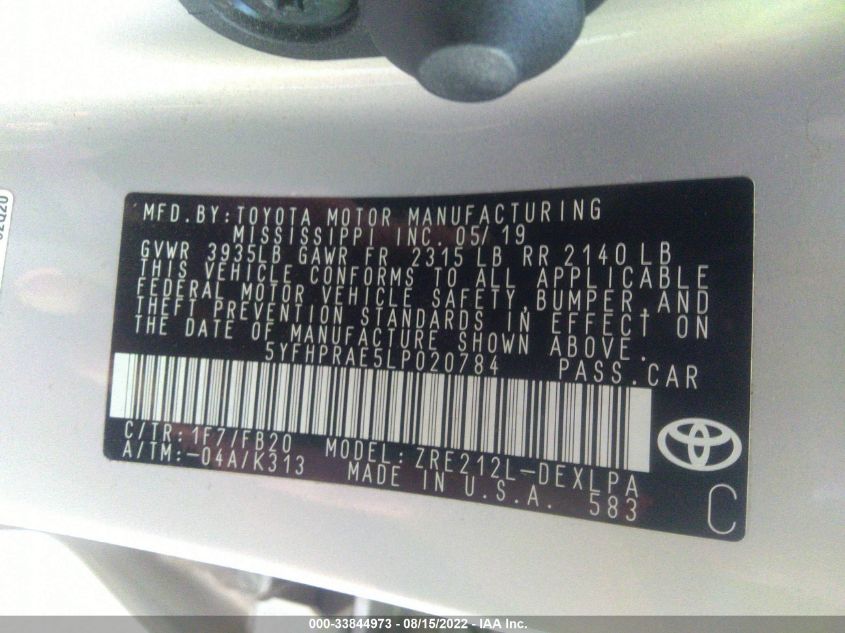 MFD.BY:TOYOTA MOTOR MANUFACTURING
MISSISSIPPI INC. 05/19
GVWR 3935LB GAWR FR 2315 LB RR 2140 LB
THIS VEHICLE CONFORMS TO ALL APPLICABLE
FEDERAL MOTOR VEHICLE SAFETY, BUMPER, AND
THEFT PREVENTION STANDARDS IN EFFECT ON
THE DATE OF MANUFACTURE SHOWN ABOVE.
5YFHPRAE5LP020784 PASS.CAR
C/TR:1F7/FB20 MODEL:ZRE212L-DEXLPA
A/TM:-04A/K313 MADE IN U.S.A. 583
C
000-33844973 - 08/15/2022 - IAA Inc.